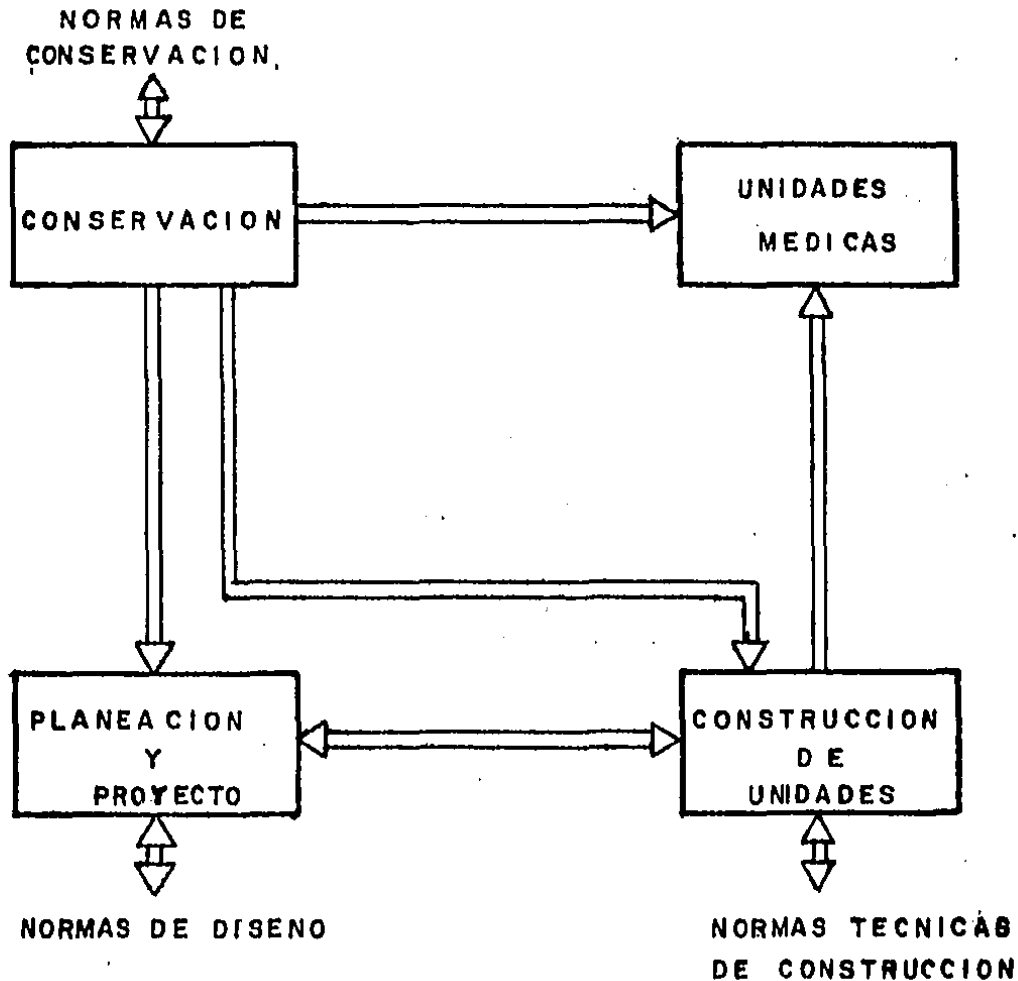 NORMAS DE
CONSERVACION
CONSERVACION
UNIDADES
MEDICAS
PLANEACION
Y
PROYECTO
CONSTRUCCION
DE
UNIDADES
NORMAS DE DISENO
NORMAS TECNICAS
DE CONSTRUCCION